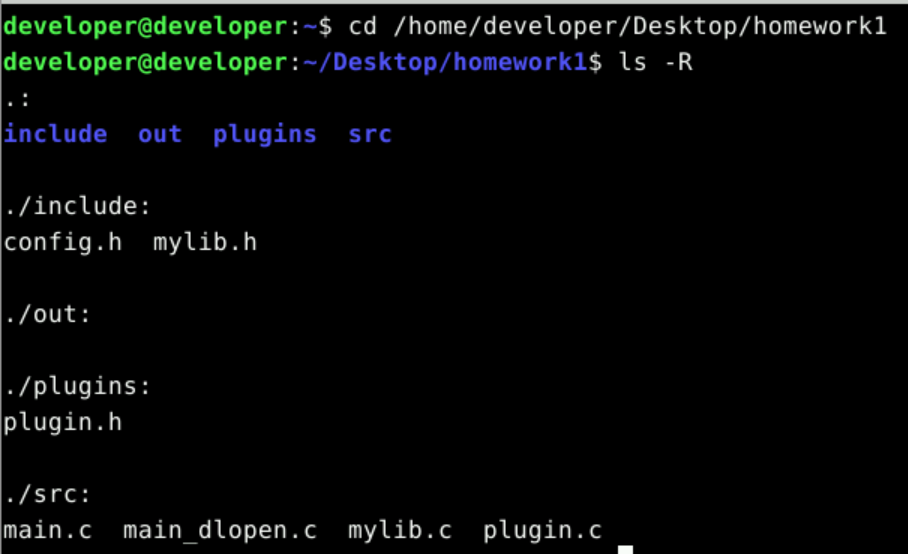 developer@developer:~$ cd /home/developer/Desktop/homework1
developer@developer:~/Desktop/homework1$ ls -R
.:
include  out  plugins  src
./include:
config.h  mylib.h
./out:
./plugins:
plugin.h
./src:
main.c  main_dlopen.c  mylib.c  plugin.c